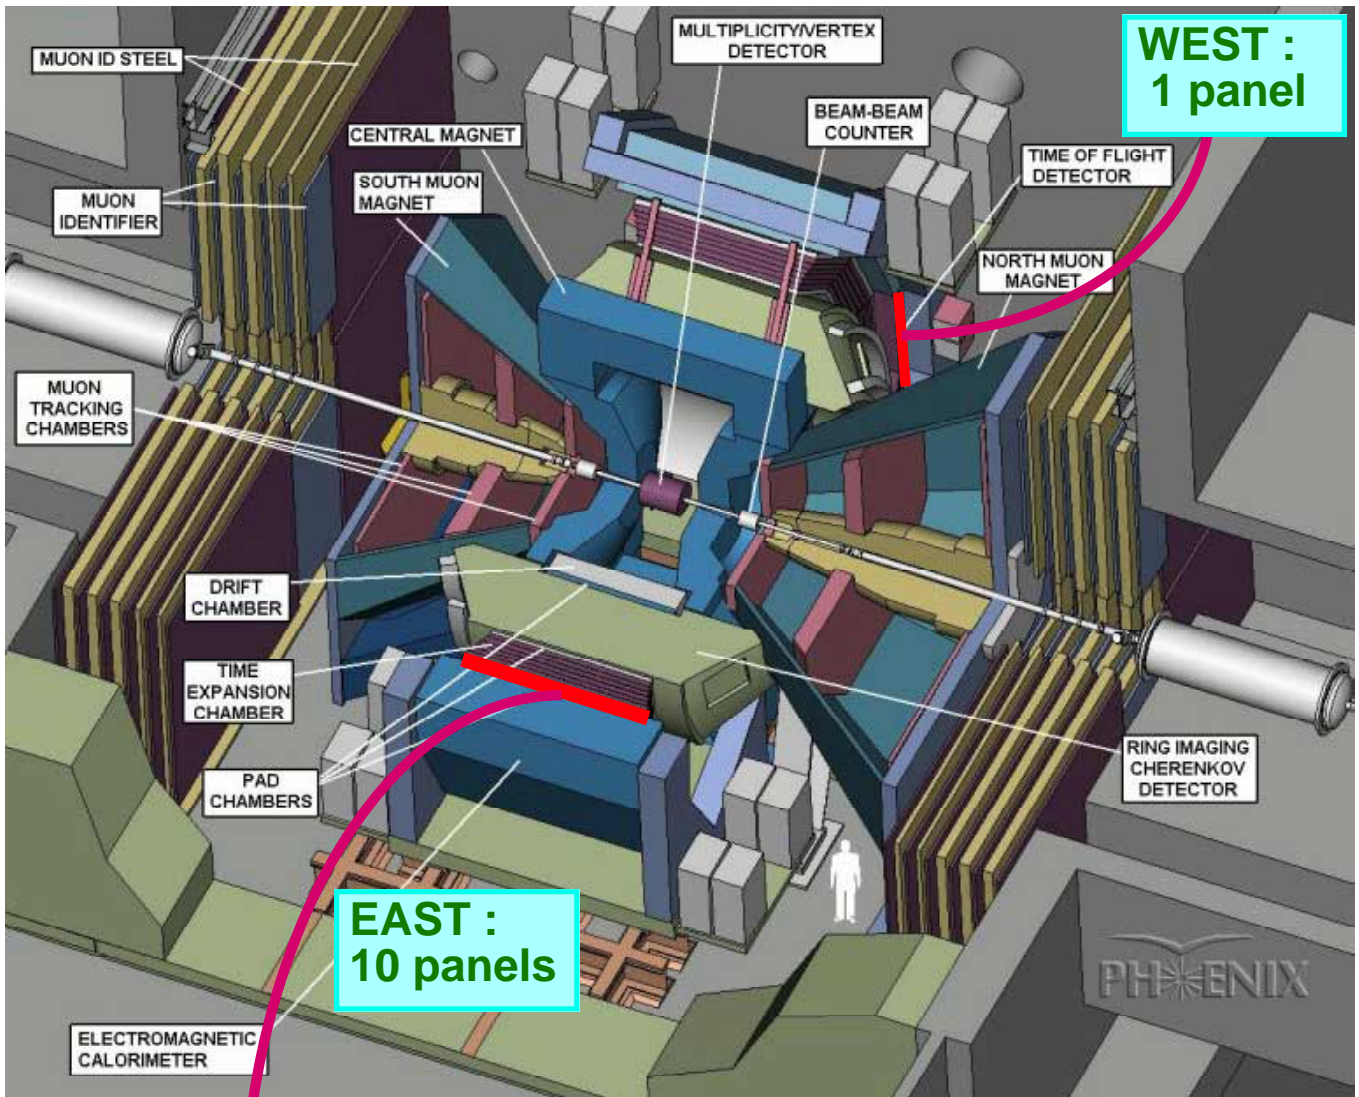 MULTIPLICITY/VERTEX
DETECTOR
WEST :
1 panel
MUON ID STEEL
BEAM-BEAM
COUNTER
CENTRAL MAGNET
TIME OF FLIGHT
DETECTOR
SOUTH MUON
MAGNET
MUON
IDENTIFIER
NORTH MUON
MAGNET
MUON
TRACKING
CHAMBERS
DRIFT
CHAMBER
TIME
EXPANSION
CHAMBER
PAD
CHAMBERS
RING IMAGING
CHERENKOV
DETECTOR
EAST :
10 panels
PHENIX
ELECTROMAGNETIC
CALORIMETER